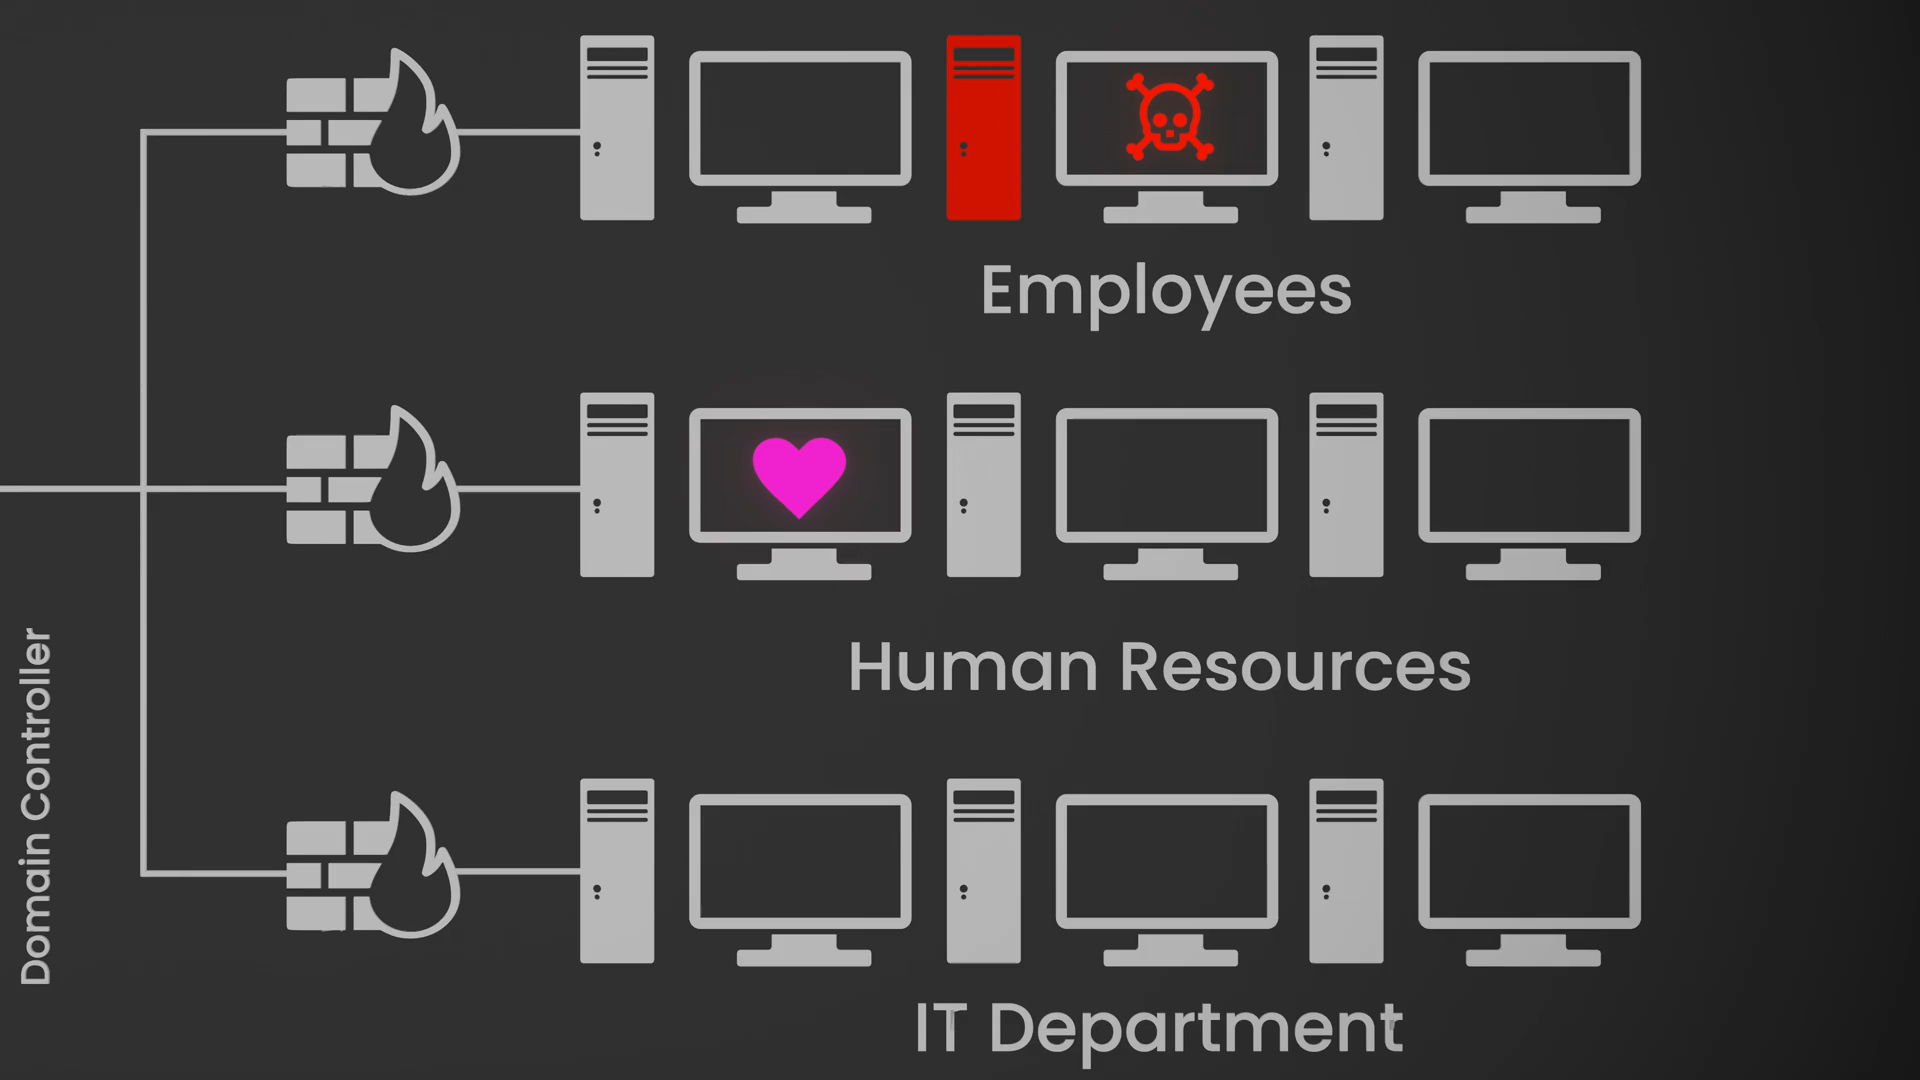 Employees
Human Resources
Domain Controller
IT Department